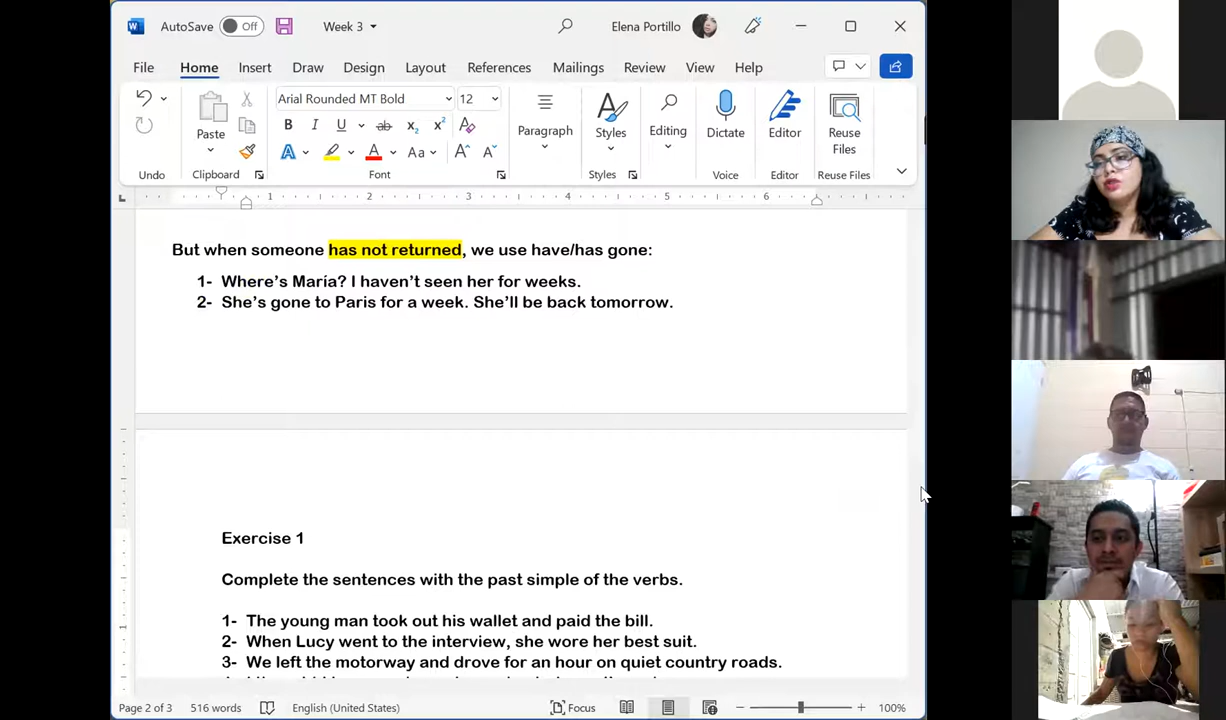 AutoSave Off Week 3 Elena Portillo
File Home Insert Draw Design Layout References Mailings Review View Help
Arial Rounded MT Bold 12
Paste Paragraph Styles Editing Dictate Editor Reuse Files
Undo Clipboard Font Styles Voice Editor Reuse Files
1 2 3 4 5 6
But when someone has not returned, we use have/has gone:
1- Where's María? I haven't seen her for weeks.
2- She's gone to Paris for a week. She'll be back tomorrow.
Exercise 1
Complete the sentences with the past simple of the verbs.
1- The young man took out his wallet and paid the bill.
2- When Lucy went to the interview, she wore her best suit.
3- We left the motorway and drove for an hour on quiet country roads.
Page 2 of 3 516 words English (United States) Focus 100%